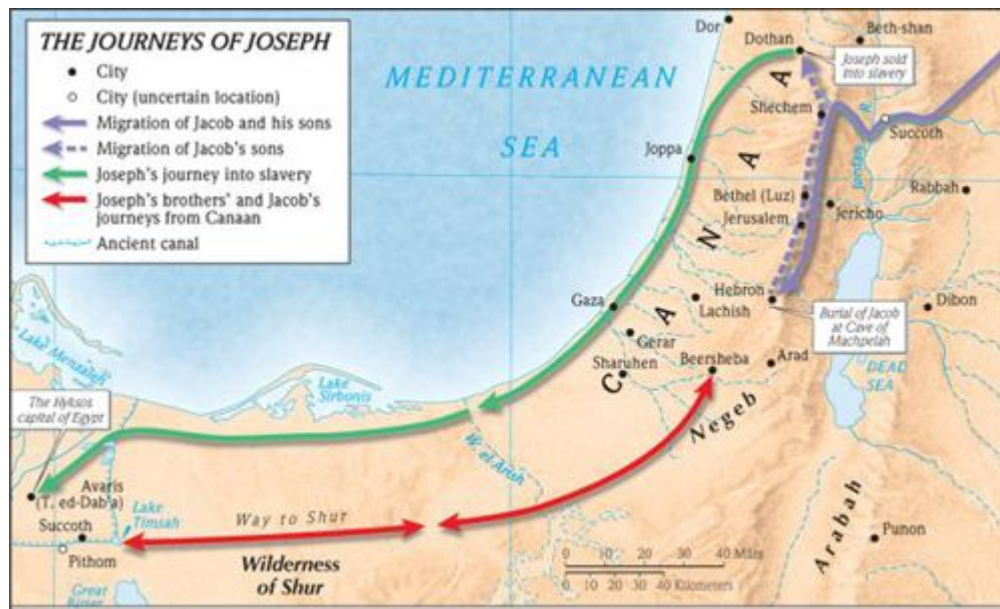 THE JOURNEYS OF JOSEPH
City
City (uncertain location)
Migration of Jacob and his sons
Migration of Jacob's sons
Joseph's journey into slavery
Joseph's brothers' and Jacob's
journeys from Canaan
Ancient canal
MEDITERRANEAN
SEA
Dor
Dothan
Beth-shan
Joseph sold
into slavery
Shechem
Succoth
Jordan R.
Joppa
Bethel (Luz)
Rabbah
Jerusalem
Jericho
CANAAN
Gaza
Hebron
Lachish
Burial of Jacob
at Cave of
Machpelah
Dibon
Gerar
Sharuhen
Beersheba
Arad
DEAD
SEA
Negeb
Lake Menzaleh
Lake
Sirbonis
The Hyksos
capital of Egypt
W. el-Arish
Avaris
(T. ed-Dab'a)
Lake
Timsah
Succoth
Way to Shur
Pithom
Wilderness
of Shur
Great
Arabah
Punon
0 10 20 40 Miles
0 10 20 30 40 Kilometers